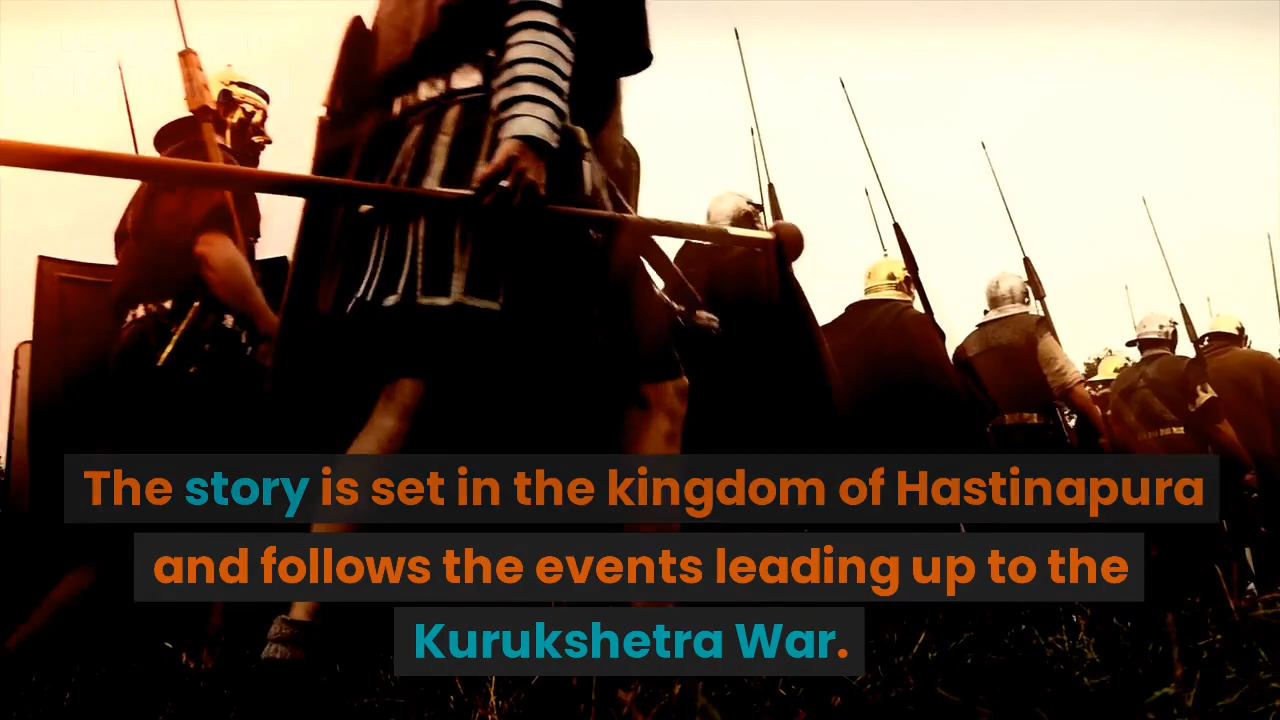 The story is set in the kingdom of Hastinapura
and follows the events leading up to the
Kurukshetra War.